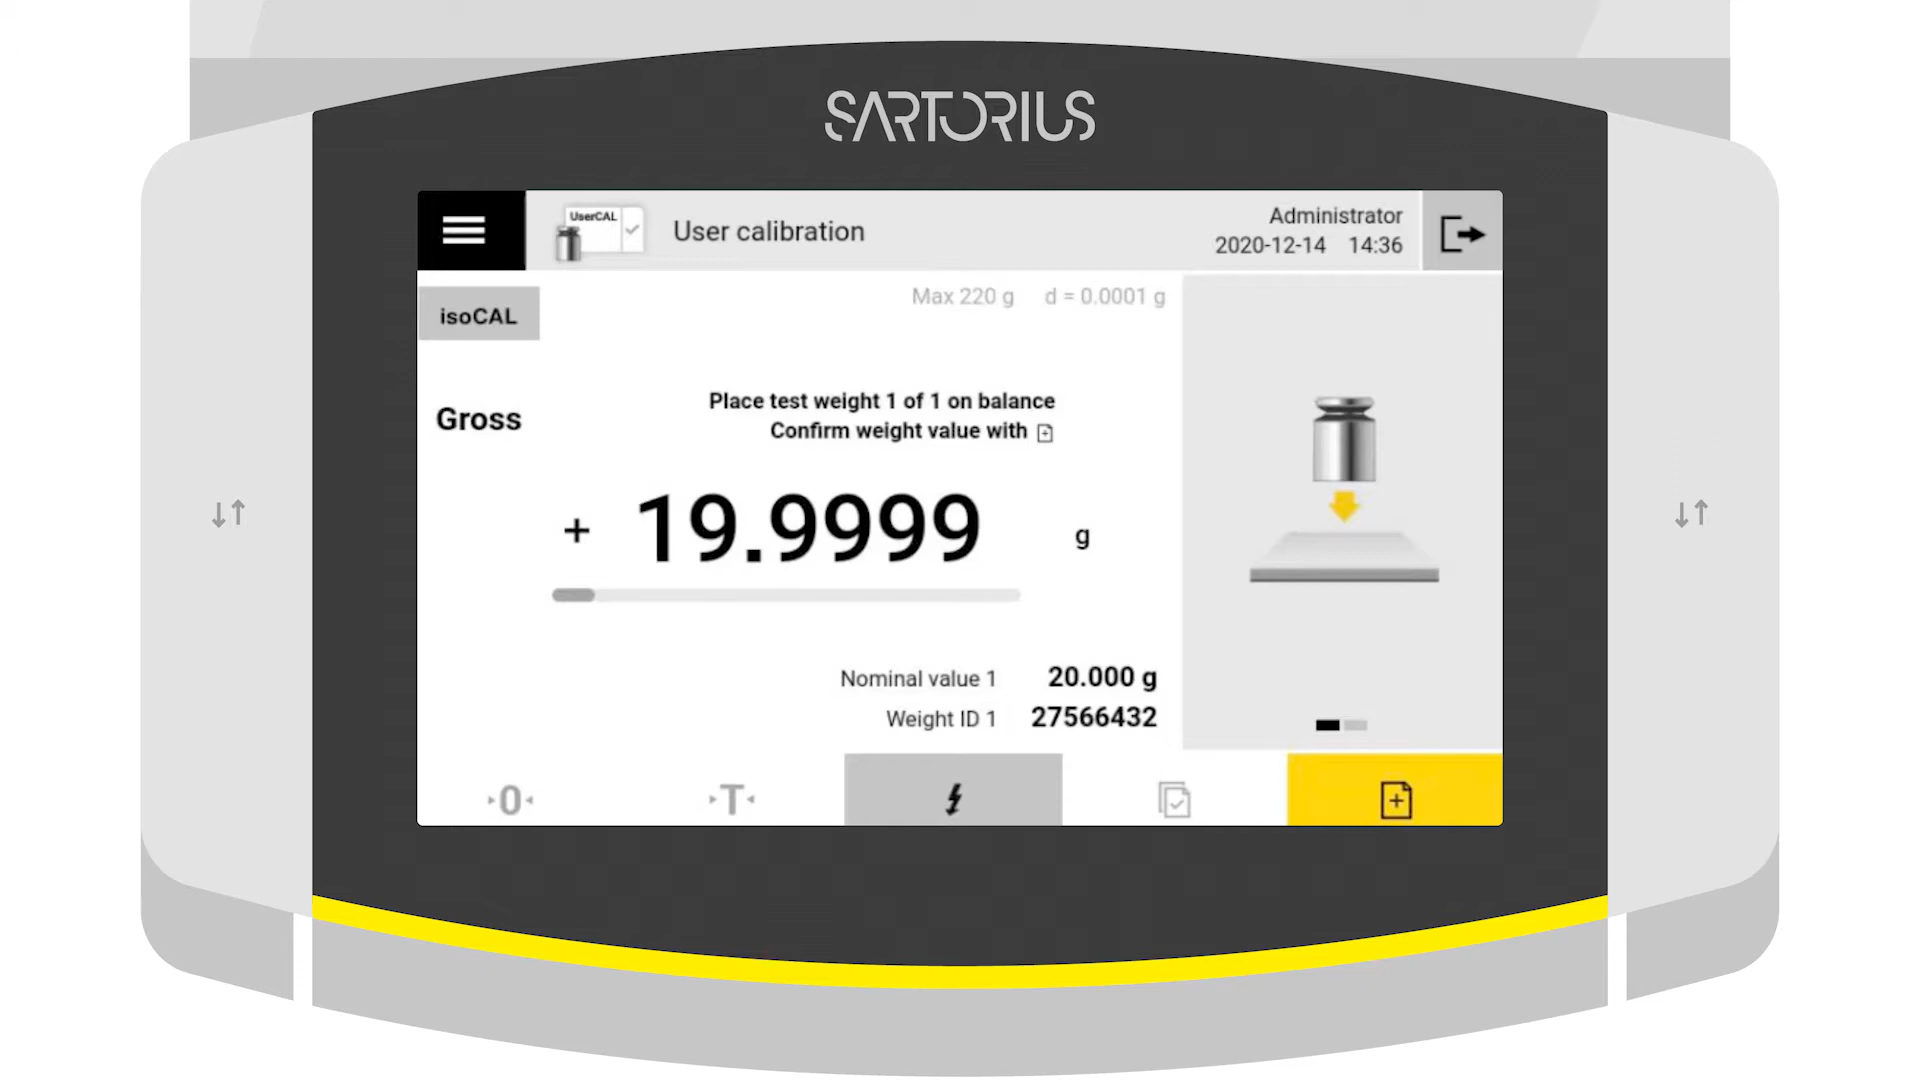 SARTORIUS
UserCAL
User calibration
Administrator
2020-12-14 14:36
isoCAL
Max 220 g d = 0.0001 g
Gross
Place test weight 1 of 1 on balance
Confirm weight value with
+ 19.9999 g
Nominal value 1 20.000 g
Weight ID 1 27566432
0
T